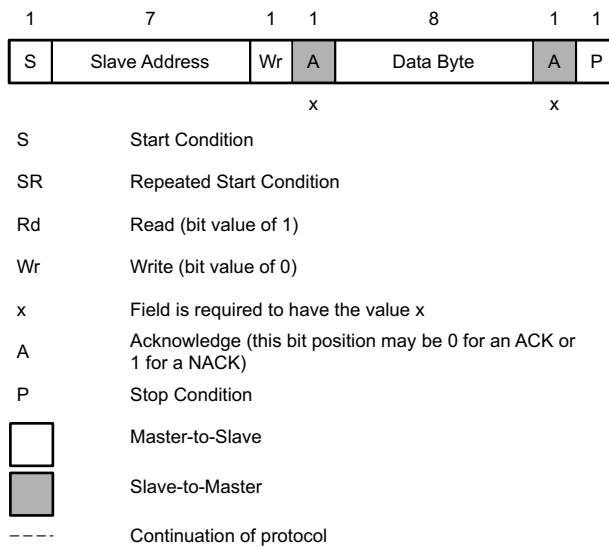 1 7 1 1 8 1 1
S Slave Address Wr A Data Byte A P
x x
S Start Condition
SR Repeated Start Condition
Rd Read (bit value of 1)
Wr Write (bit value of 0)
x Field is required to have the value x
A Acknowledge (this bit position may be 0 for an ACK or
1 for a NACK)
P Stop Condition
Master-to-Slave
Slave-to-Master
Continuation of protocol